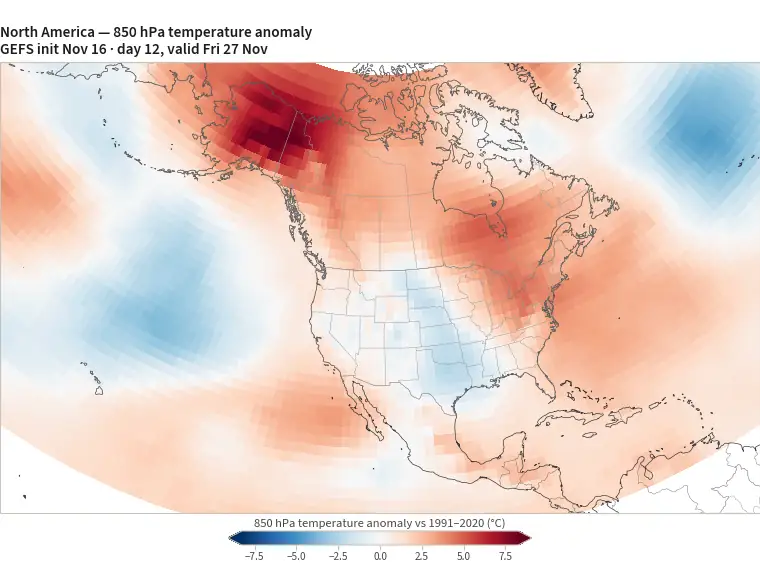 North America — 850 hPa temperature anomaly
GEFS init Nov 16 · day 12, valid Fri 27 Nov
850 hPa temperature anomaly vs 1991–2020 (°C)
−7.5 −5.0 −2.5 0.0 2.5 5.0 7.5